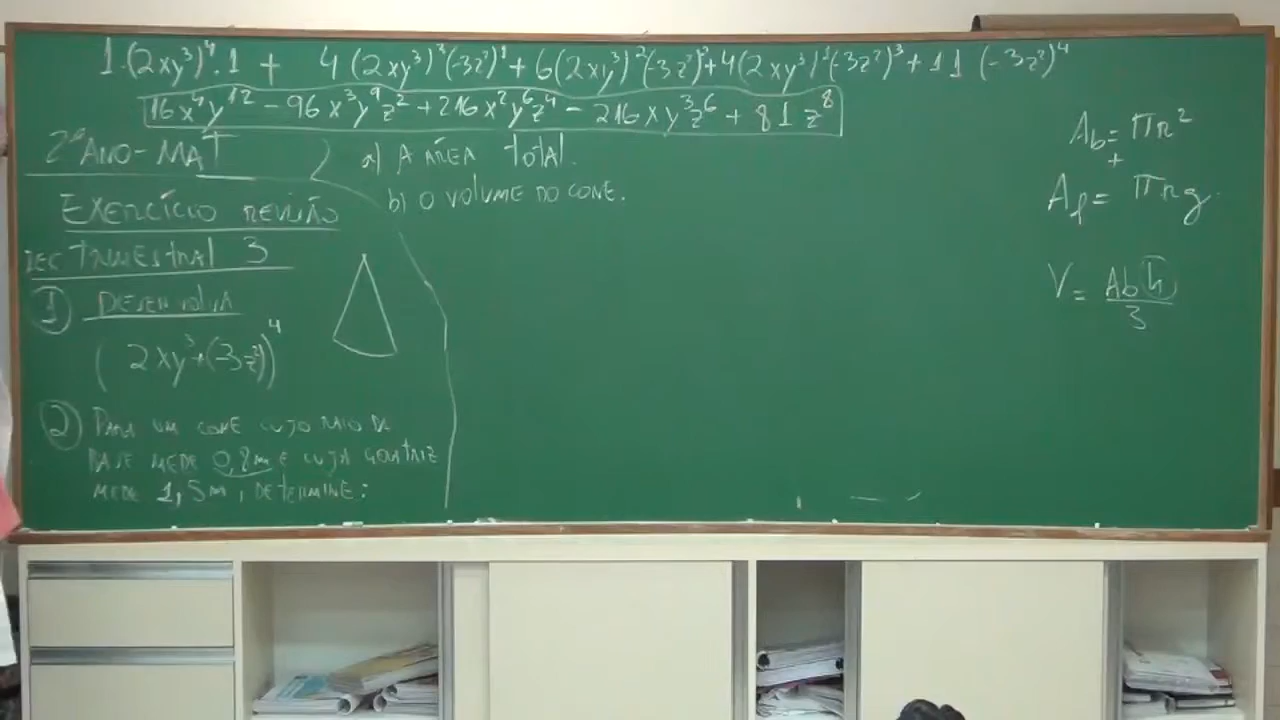 1.(2xy³)⁴.1 + 4(2xy³)³(-3z²)¹ + 6(2xy³)²(-3z²)² + 4(2xy³)¹(-3z²)³ + 1 1 (-3z²)⁴
16x⁴y¹² - 96x³y⁹z² + 216x²y⁶z⁴ - 216xy³z⁶ + 81z⁸
2º ANO - MAT
EXERCÍCIO REVISÃO
TRIMESTRAL 3
① DESENVOLVA
(2xy³+(-3z²))⁴
② PARA UM CONE CUJO RAIO DA
BASE MEDE 0,8m E CUJA GERATRIZ
MEDE 1,5m, DETERMINE:
a) A ÁREA TOTAL.
b) O VOLUME DO CONE.
Ab = πr²
+
Al = πrg
V = Ab h
3